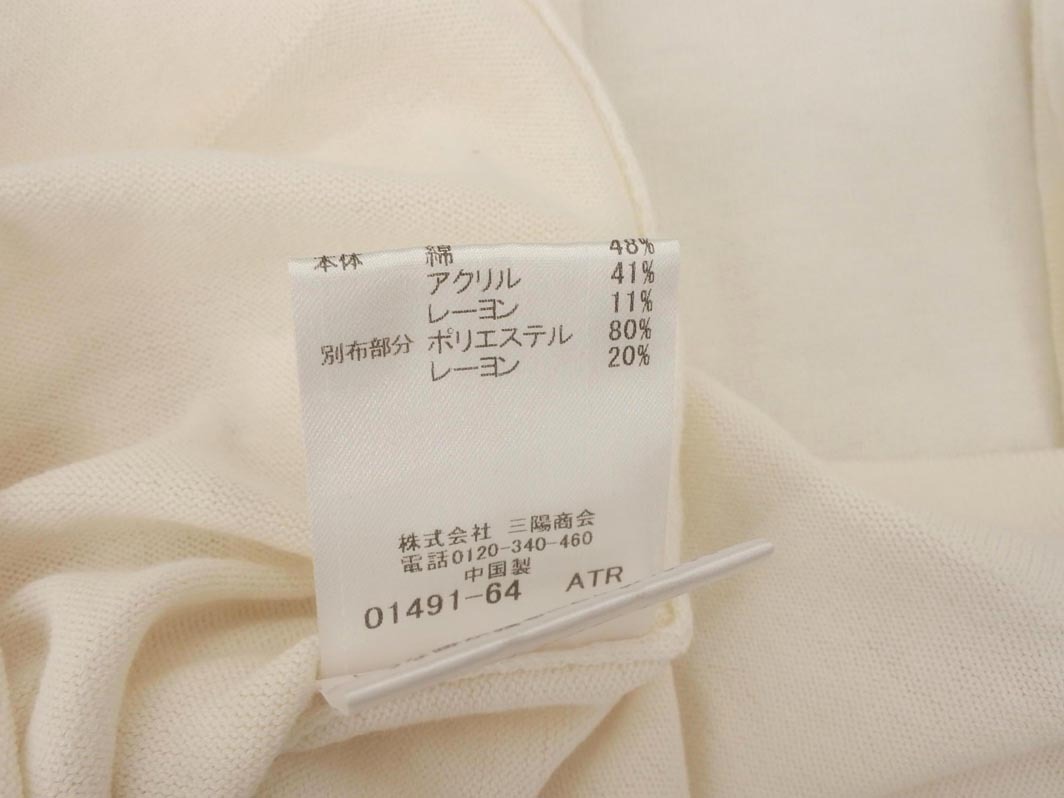 本体 綿 48%
アクリル 41%
レーヨン 11%
別布部分 ポリエステル 80%
レーヨン 20%
株式会社 三陽商会
電話0120-340-460
中国製
01491-64 ATR